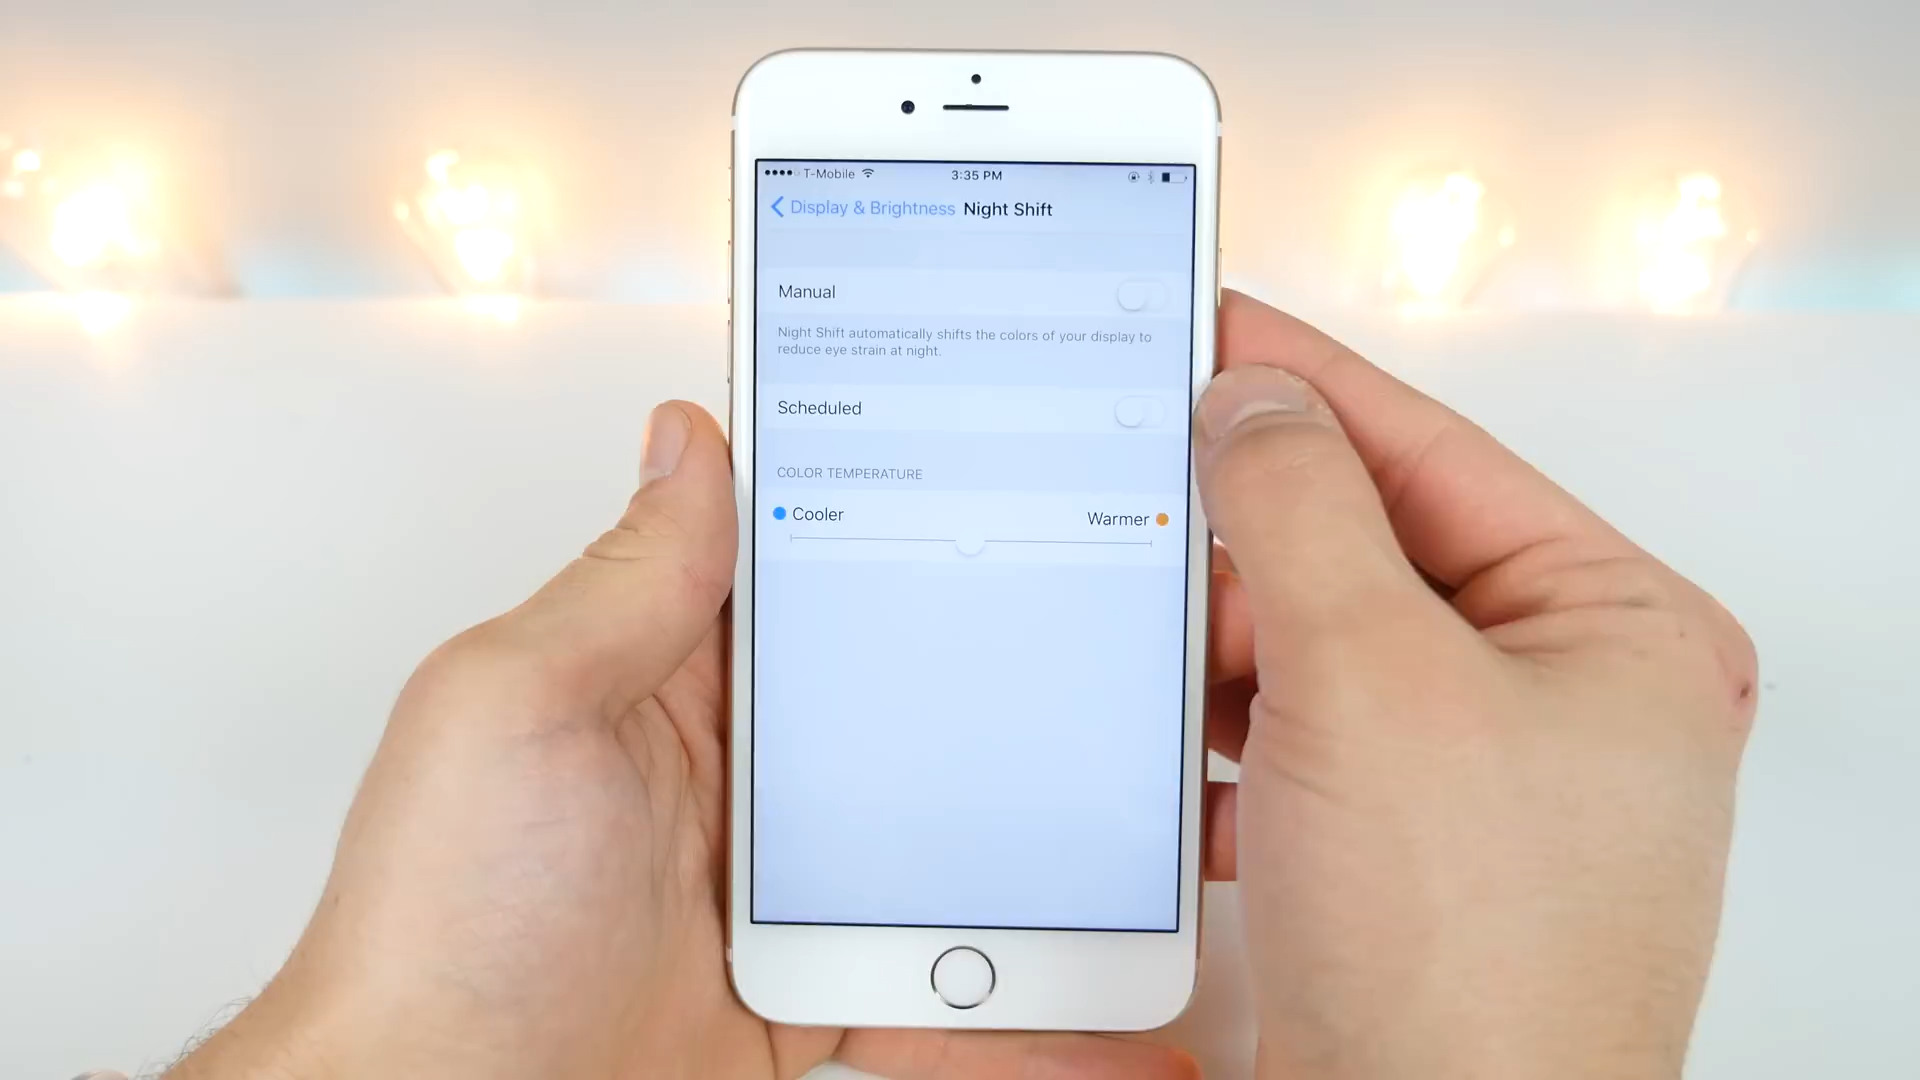 T-Mobile 3:35 PM
Display & Brightness Night Shift
Manual
Night Shift automatically shifts the colors of your display to
reduce eye strain at night.
Scheduled
COLOR TEMPERATURE
Cooler Warmer